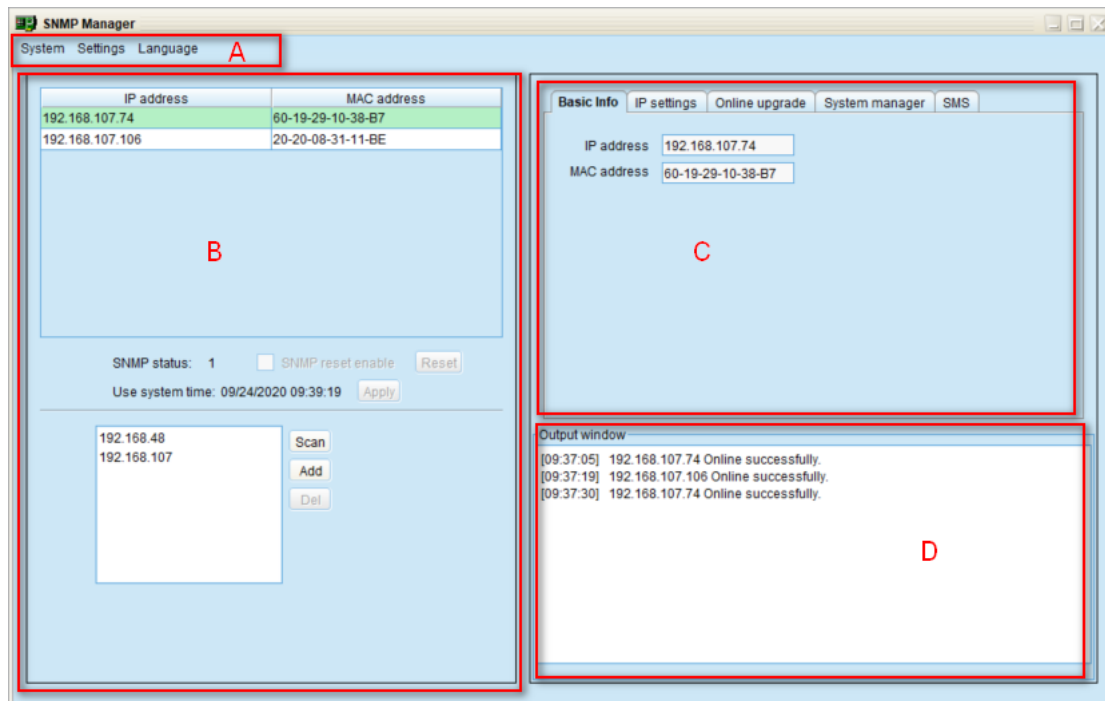 SNMP Manager
System Settings Language A
IP address MAC address
192.168.107.74 60-19-29-10-38-B7
192.168.107.106 20-20-08-31-11-BE
B
SNMP status: 1 SNMP reset enable Reset
Use system time: 09/24/2020 09:39:19 Apply
192.168.48
192.168.107
Scan
Add
Del
Basic Info IP settings Online upgrade System manager SMS
IP address 192.168.107.74
MAC address 60-19-29-10-38-B7
C
Output window
[09:37:05] 192.168.107.74 Online successfully.
[09:37:19] 192.168.107.106 Online successfully.
[09:37:30] 192.168.107.74 Online successfully.
D